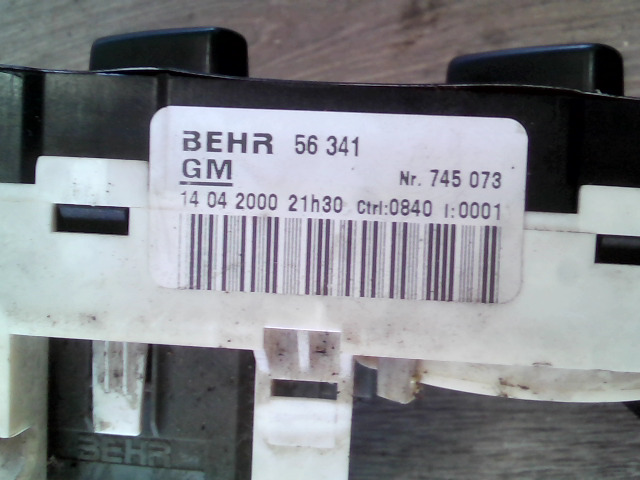 BEHR 56 341
GM Nr. 745 073
14 04 2000 21h30 Ctrl:0840 I:0001
BEHR